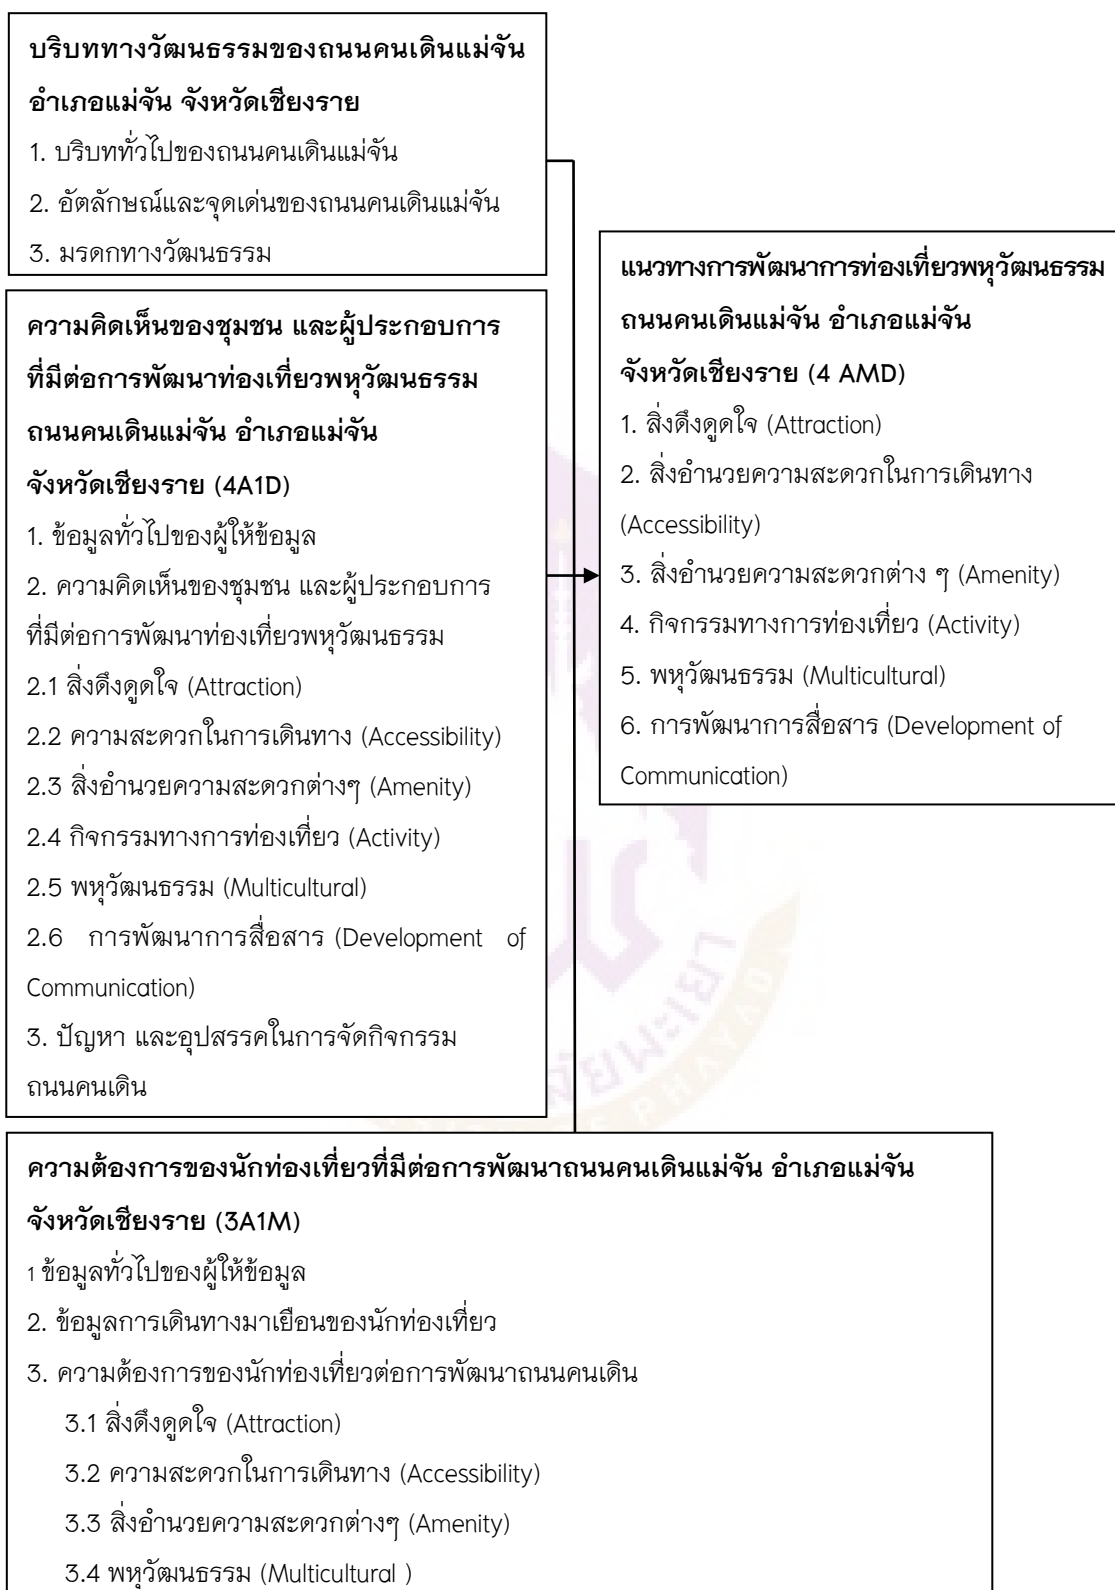 บริบททางวัฒนธรรมของถนนคนเดินแม่จัน
อำเภอแม่จัน จังหวัดเชียงราย
1. บริบททั่วไปของถนนคนเดินแม่จัน
2. อัตลักษณ์และจุดเด่นของถนนคนเดินแม่จัน
3. มรดกทางวัฒนธรรม
ความคิดเห็นของชุมชน และผู้ประกอบการ
ที่มีต่อการพัฒนาท่องเที่ยวพหุวัฒนธรรม
ถนนคนเดินแม่จัน อำเภอแม่จัน
จังหวัดเชียงราย (4A1D)
1. ข้อมูลทั่วไปของผู้ให้ข้อมูล
2. ความคิดเห็นของชุมชน และผู้ประกอบการ
ที่มีต่อการพัฒนาท่องเที่ยวพหุวัฒนธรรม
2.1 สิ่งดึงดูดใจ (Attraction)
2.2 ความสะดวกในการเดินทาง (Accessibility)
2.3 สิ่งอำนวยความสะดวกต่างๆ (Amenity)
2.4 กิจกรรมทางการท่องเที่ยว (Activity)
2.5 พหุวัฒนธรรม (Multicultural)
2.6 การพัฒนาการสื่อสาร (Development of
Communication)
3. ปัญหา และอุปสรรคในการจัดกิจกรรม
ถนนคนเดิน
แนวทางการพัฒนาการท่องเที่ยวพหุวัฒนธรรม
ถนนคนเดินแม่จัน อำเภอแม่จัน
จังหวัดเชียงราย (4 AMD)
1. สิ่งดึงดูดใจ (Attraction)
2. สิ่งอำนวยความสะดวกในการเดินทาง
(Accessibility)
3. สิ่งอำนวยความสะดวกต่าง ๆ (Amenity)
4. กิจกรรมทางการท่องเที่ยว (Activity)
5. พหุวัฒนธรรม (Multicultural)
6. การพัฒนาการสื่อสาร (Development of
Communication)
ความต้องการของนักท่องเที่ยวที่มีต่อการพัฒนาถนนคนเดินแม่จัน อำเภอแม่จัน
จังหวัดเชียงราย (3A1M)
1 ข้อมูลทั่วไปของผู้ให้ข้อมูล
2. ข้อมูลการเดินทางมาเยือนของนักท่องเที่ยว
3. ความต้องการของนักท่องเที่ยวต่อการพัฒนาถนนคนเดิน
3.1 สิ่งดึงดูดใจ (Attraction)
3.2 ความสะดวกในการเดินทาง (Accessibility)
3.3 สิ่งอำนวยความสะดวกต่างๆ (Amenity)
3.4 พหุวัฒนธรรม (Multicultural )